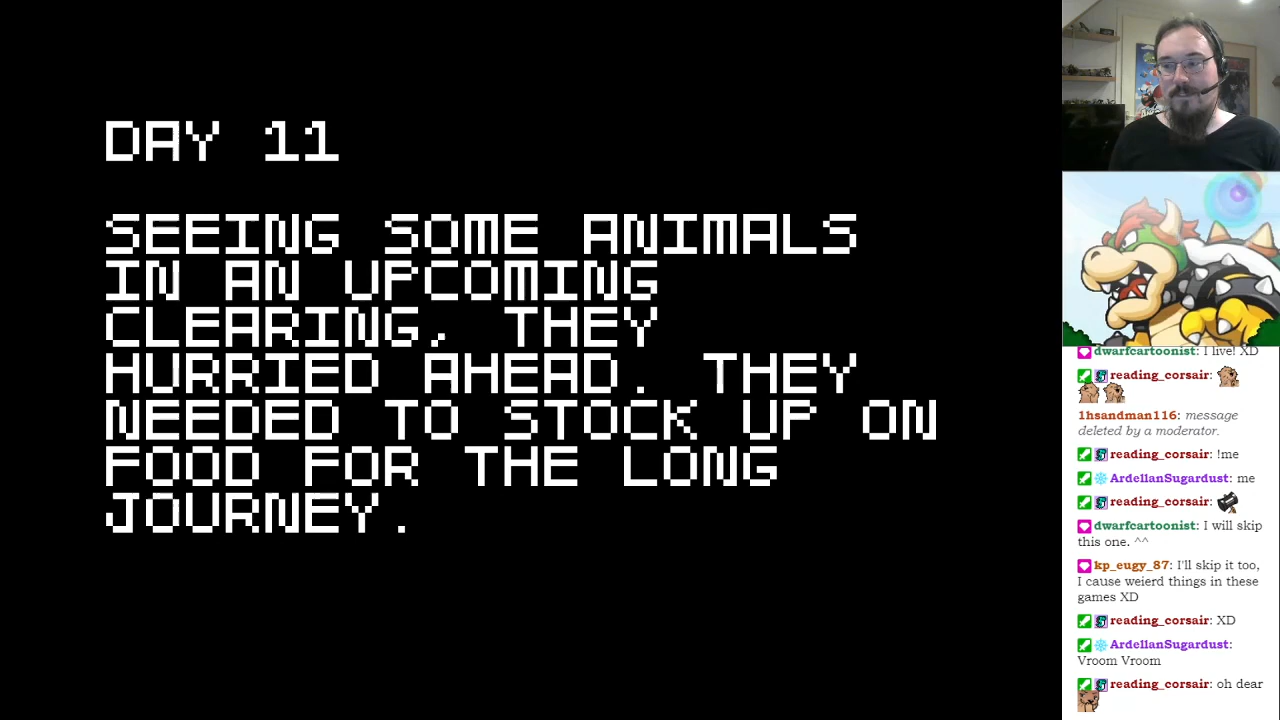 DAY 11
SEEING SOME ANIMALS
IN AN UPCOMING
CLEARING, THEY
HURRIED AHEAD. THEY
NEEDED TO STOCK UP ON
FOOD FOR THE LONG
JOURNEY.
dwarfcartoonist: I live! XD
reading_corsair:
1hsandman116: message
deleted by a moderator.
reading_corsair: !me
ArdellanSugardust: me
reading_corsair:
dwarfcartoonist: I will skip
this one. ^^
kp_eugy_87: I'll skip it too,
I cause weierd things in these
games XD
reading_corsair: XD
ArdellanSugardust:
Vroom Vroom
reading_corsair: oh dear